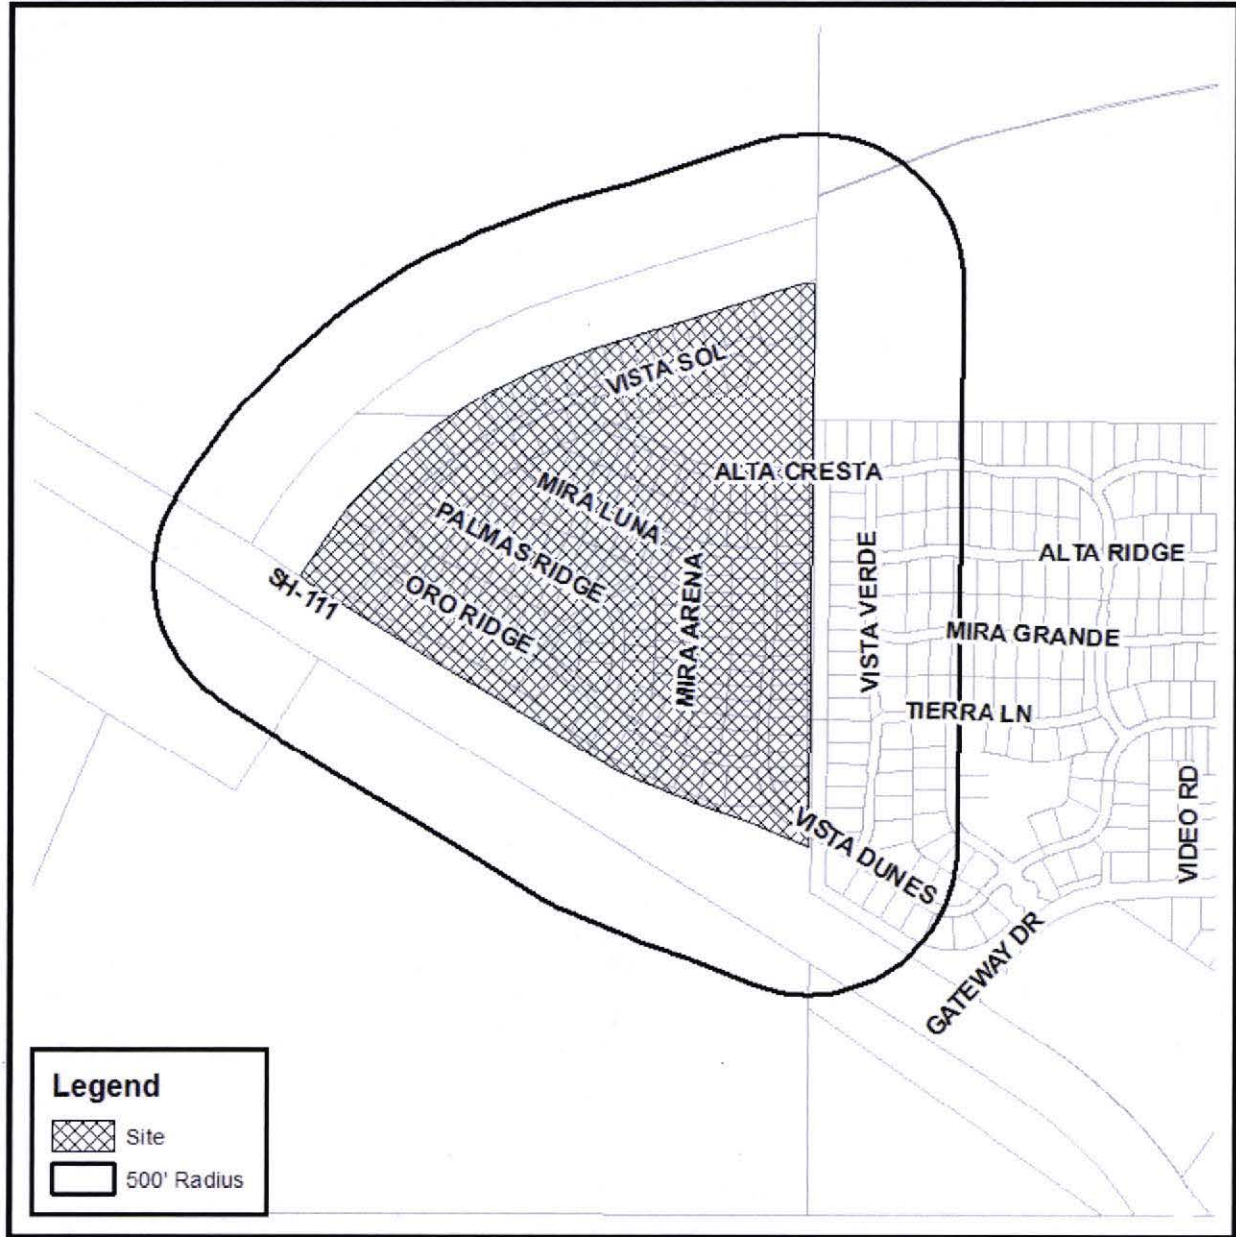 VISTA SOL
ALTA CRESTA
MIRA LUNA
PALMAS RIDGE
ORO RIDGE
SH-111
MIRA ARENA
VISTA VERDE
ALTA RIDGE
MIRA GRANDE
TIERRA LN
VISTA DUNES
VIDEO RD
GATEWAY DR
Legend
Site
500' Radius